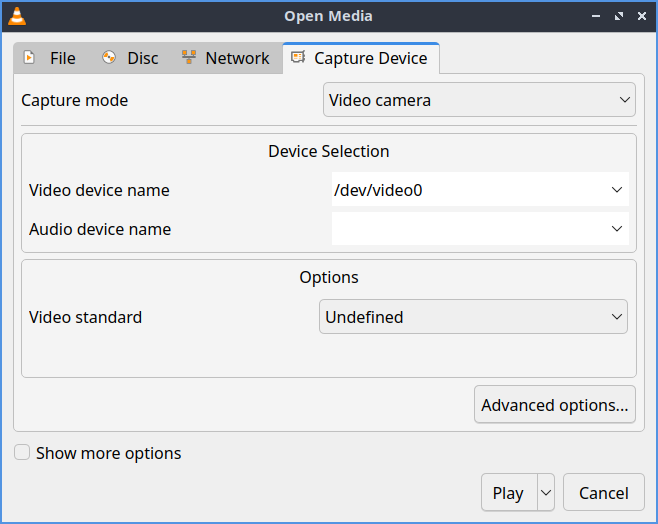 Open Media
File Disc Network Capture Device
Capture mode Video camera
Device Selection
Video device name /dev/video0
Audio device name
Options
Video standard Undefined
Advanced options...
Show more options
Play Cancel